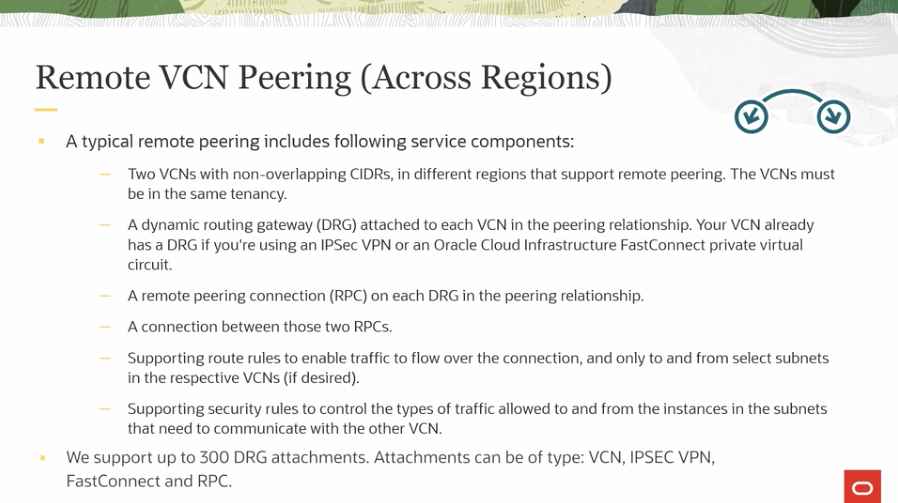 Remote VCN Peering (Across Regions)
A typical remote peering includes following service components:
Two VCNs with non-overlapping CIDRs, in different regions that support remote peering. The VCNs must
be in the same tenancy.
A dynamic routing gateway (DRG) attached to each VCN in the peering relationship. Your VCN already
has a DRG if you're using an IPSec VPN or an Oracle Cloud Infrastructure FastConnect private virtual
circuit.
A remote peering connection (RPC) on each DRG in the peering relationship.
A connection between those two RPCs.
Supporting route rules to enable traffic to flow over the connection, and only to and from select subnets
in the respective VCNs (if desired).
Supporting security rules to control the types of traffic allowed to and from the instances in the subnets
that need to communicate with the other VCN.
We support up to 300 DRG attachments. Attachments can be of type: VCN, IPSEC VPN,
FastConnect and RPC.